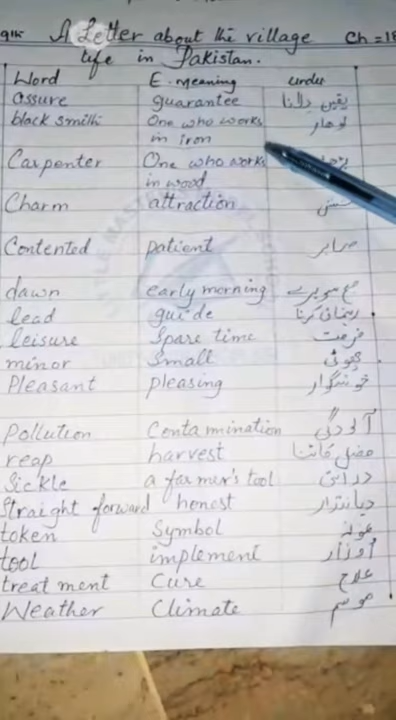 A Letter about the village Ch = 18
life in Pakistan.
Word E. meaning urdu
assure guarantee یقین دلانا
black smith One who works لوہار
in iron
Carpenter One who works
in wood
Charm attraction
Contented patient صابر
dawn early morning صبح سویرے
lead guide رہنمائی کرنا
leisure Spare time فرصت
minor Small چھوٹی
Pleasant pleasing خوشگوار
Pollution Contamination آلودگی
reap harvest فصل کاٹنا
Sickle a farmer's tool درانتی
Straight forward honest دیانتدار
token Symbol
tool implement اوزار
treatment Cure علاج
Weather Climate موسم